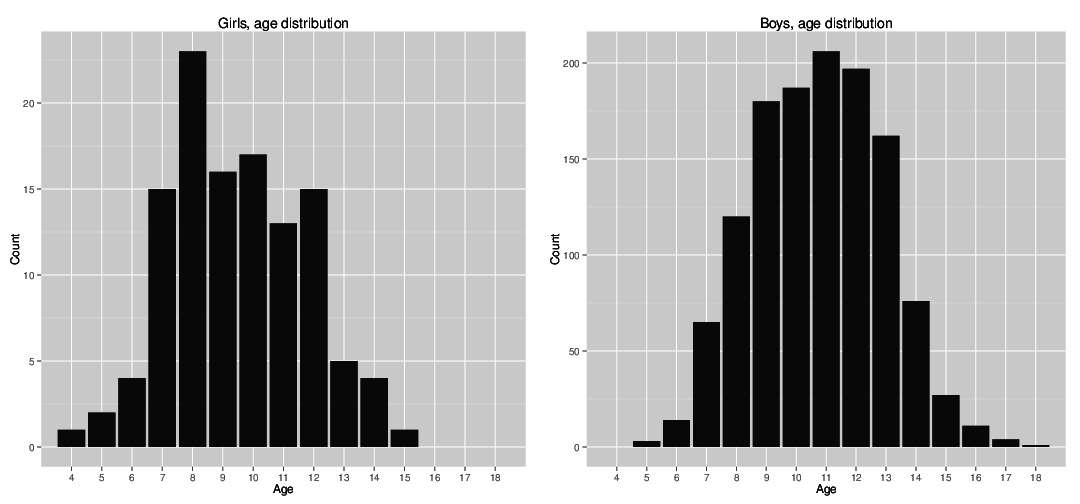 Girls, age distribution
Count
20
15
10
5
0
4 5 6 7 8 9 10 11 12 13 14 15 16 17 18
Age
Boys, age distribution
Count
200
150
100
50
0
4 5 6 7 8 9 10 11 12 13 14 15 16 17 18
Age